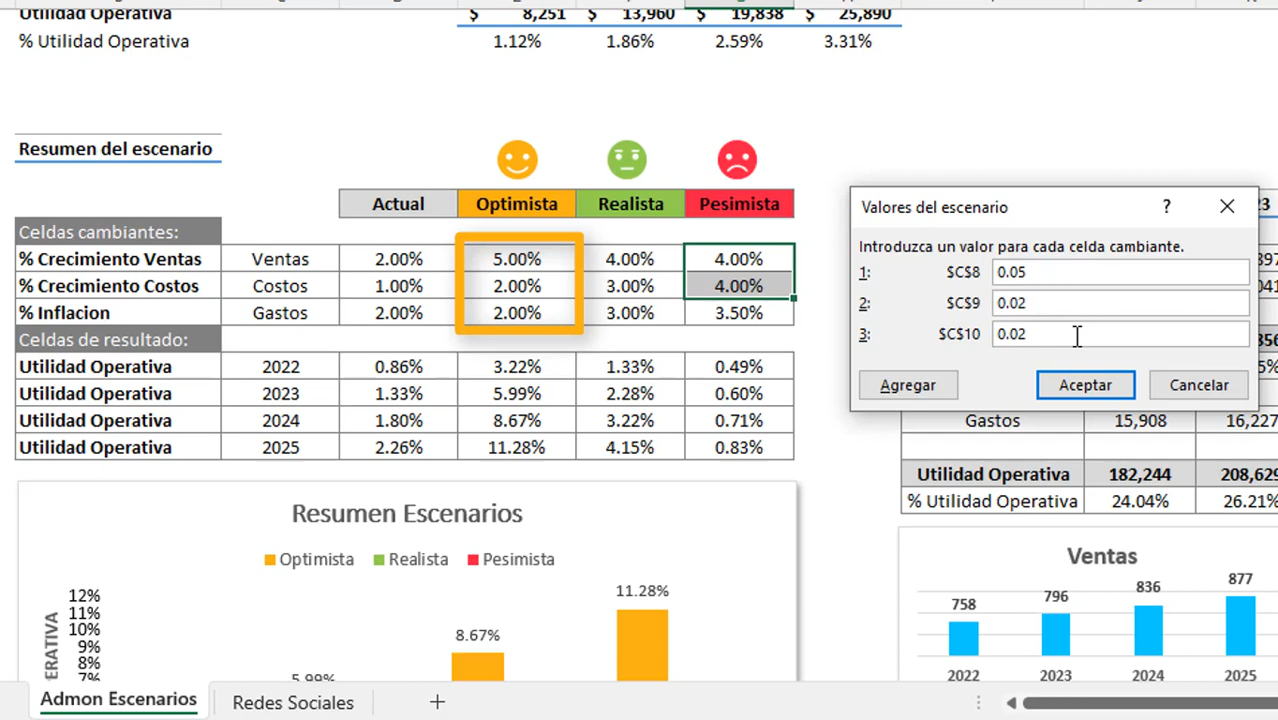 Utilidad Operativa $ 8,251 $ 13,960 $ 19,838 $ 25,890
% Utilidad Operativa 1.12% 1.86% 2.59% 3.31%
Resumen del escenario
Actual Optimista Realista Pesimista
Celdas cambiantes:
% Crecimiento Ventas Ventas 2.00% 5.00% 4.00% 4.00%
% Crecimiento Costos Costos 1.00% 2.00% 3.00% 4.00%
% Inflacion Gastos 2.00% 2.00% 3.00% 3.50%
Celdas de resultado:
Utilidad Operativa 2022 0.86% 3.22% 1.33% 0.49%
Utilidad Operativa 2023 1.33% 5.99% 2.28% 0.60%
Utilidad Operativa 2024 1.80% 8.67% 3.22% 0.71%
Utilidad Operativa 2025 2.26% 11.28% 4.15% 0.83%
Valores del escenario ? 
Introduzca un valor para cada celda cambiante.
1: $C$8 0.05
2: $C$9 0.02
3: $C$10 0.02
Agregar Aceptar Cancelar
Gastos 15,908 16,227
Utilidad Operativa 182,244 208,629
% Utilidad Operativa 24.04% 26.21%
Resumen Escenarios
Optimista Realista Pesimista
11.28%
12%
11%
10%
9%
8%
8.67%
5.99%
Ventas
758 796 836 877
2022 2023 2024 2025
Admon Escenarios Redes Sociales +